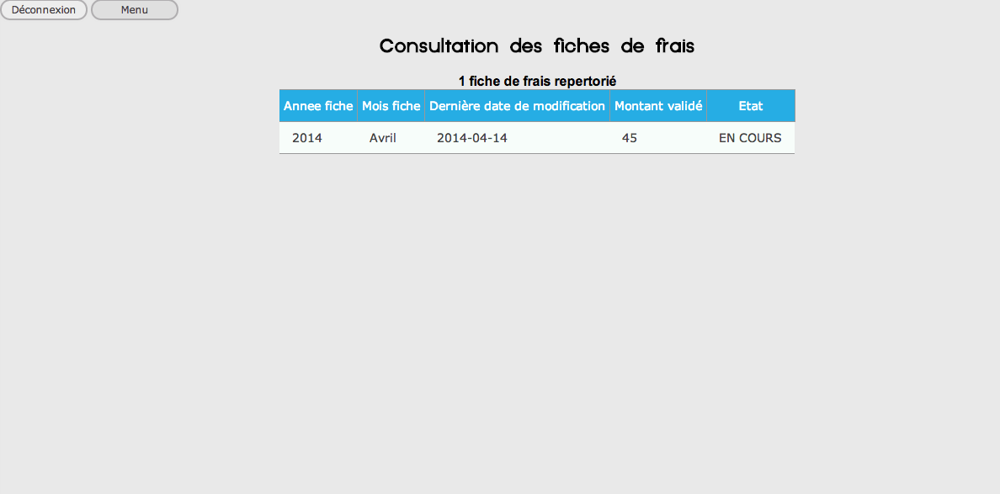 Déconnexion Menu
Consultation des fiches de frais
1 fiche de frais repertorié
Annee fiche Mois fiche Dernière date de modification Montant validé Etat
2014 Avril 2014-04-14 45 EN COURS